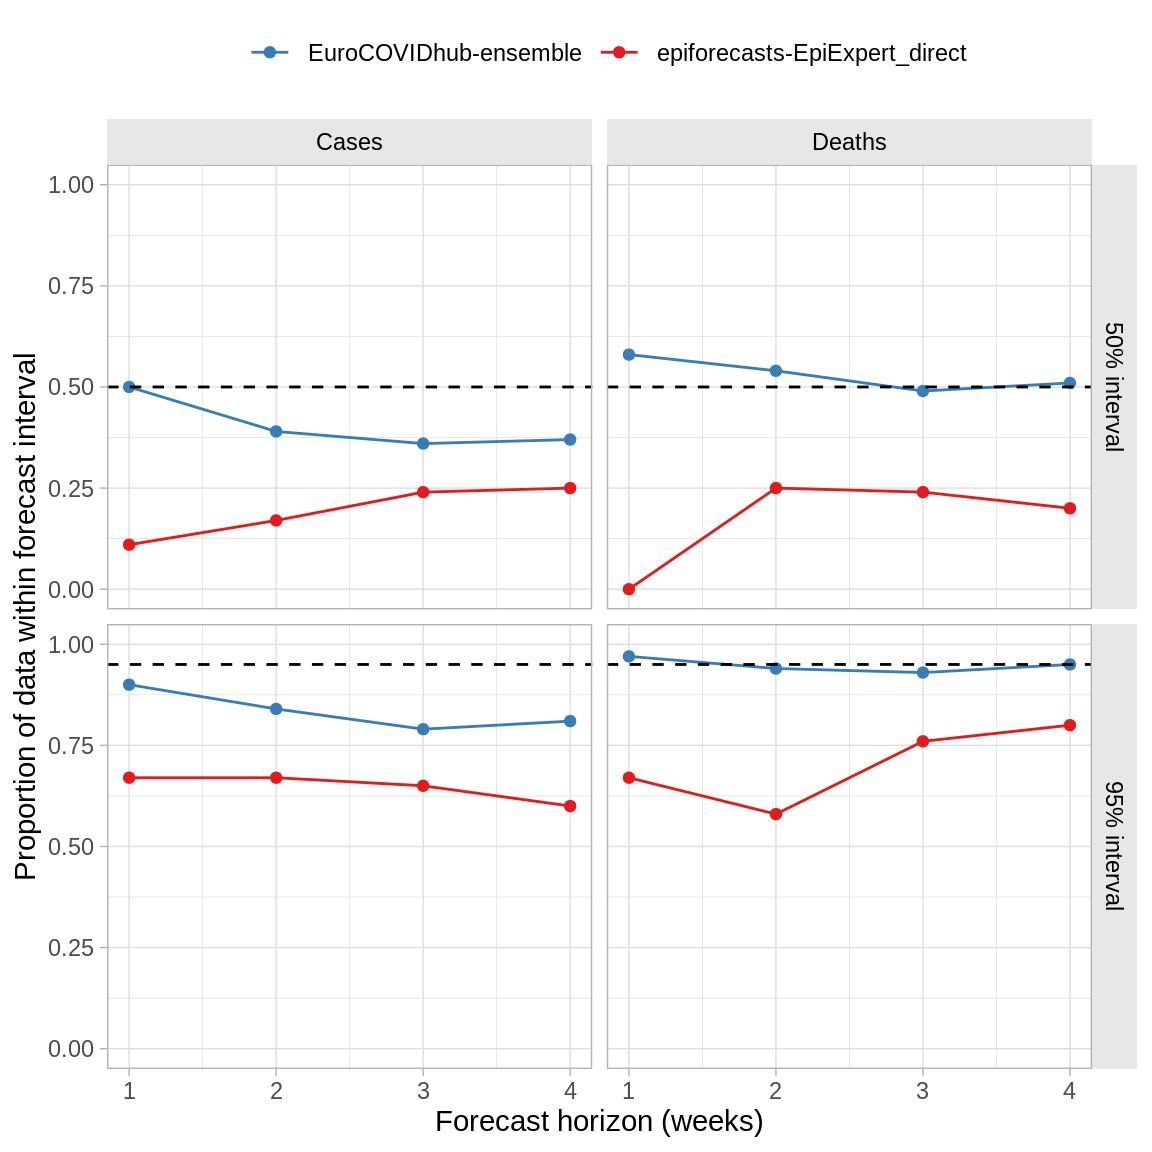 EuroCOVIDhub-ensemble epiforecasts-EpiExpert_direct
Cases Deaths
1.00
0.75
0.50
0.25
0.00
50% interval
1.00
0.75
0.50
0.25
0.00
95% interval
Proportion of data within forecast interval
1 2 3 4 1 2 3 4
Forecast horizon (weeks)